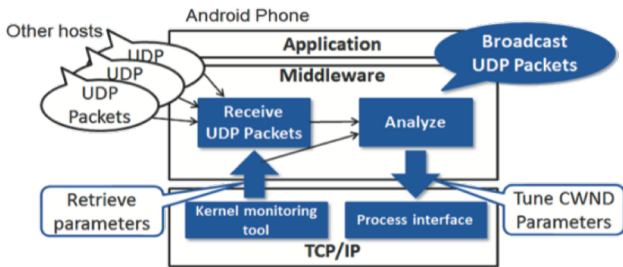 Android Phone
Other hosts
Application
Broadcast
UDP Packets
Middleware
UDP
UDP
UDP
Packets
Receive
UDP Packets
Analyze
Retrieve
parameters
Tune CWND
Parameters
Kernel monitoring
tool
Process interface
TCP/IP